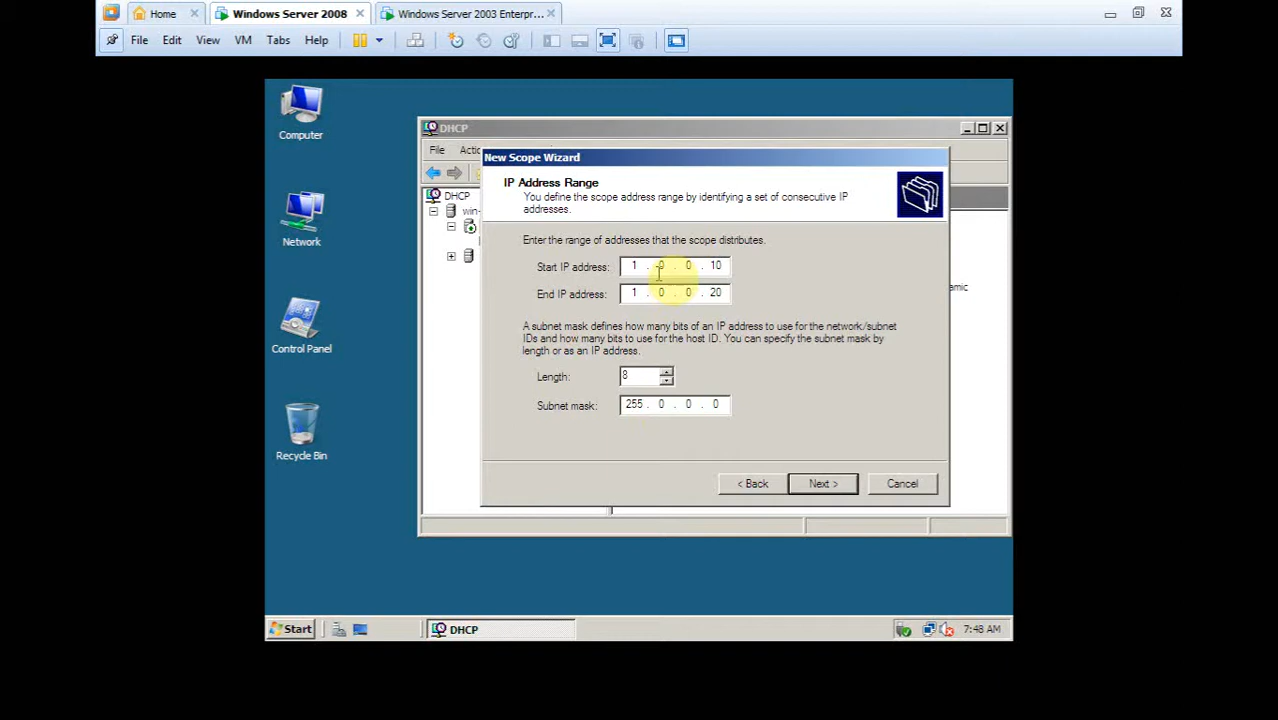 Home
Windows Server 2008
Windows Server 2003 Enterpr...
File Edit View VM Tabs Help
Computer
DHCP
File
New Scope Wizard
IP Address Range
You define the scope address range by identifying a set of consecutive IP
addresses.
DHCP
win-
Network
Enter the range of addresses that the scope distributes.
Start IP address: 1 . 0 . 0 . 10
End IP address: 1 . 0 . 0 . 20
A subnet mask defines how many bits of an IP address to use for the network/subnet
IDs and how many bits to use for the host ID. You can specify the subnet mask by
length or as an IP address.
Control Panel
Length: 8
Subnet mask: 255 . 0 . 0 . 0
Recycle Bin
< Back Next > Cancel
Start
DHCP
7:48 AM